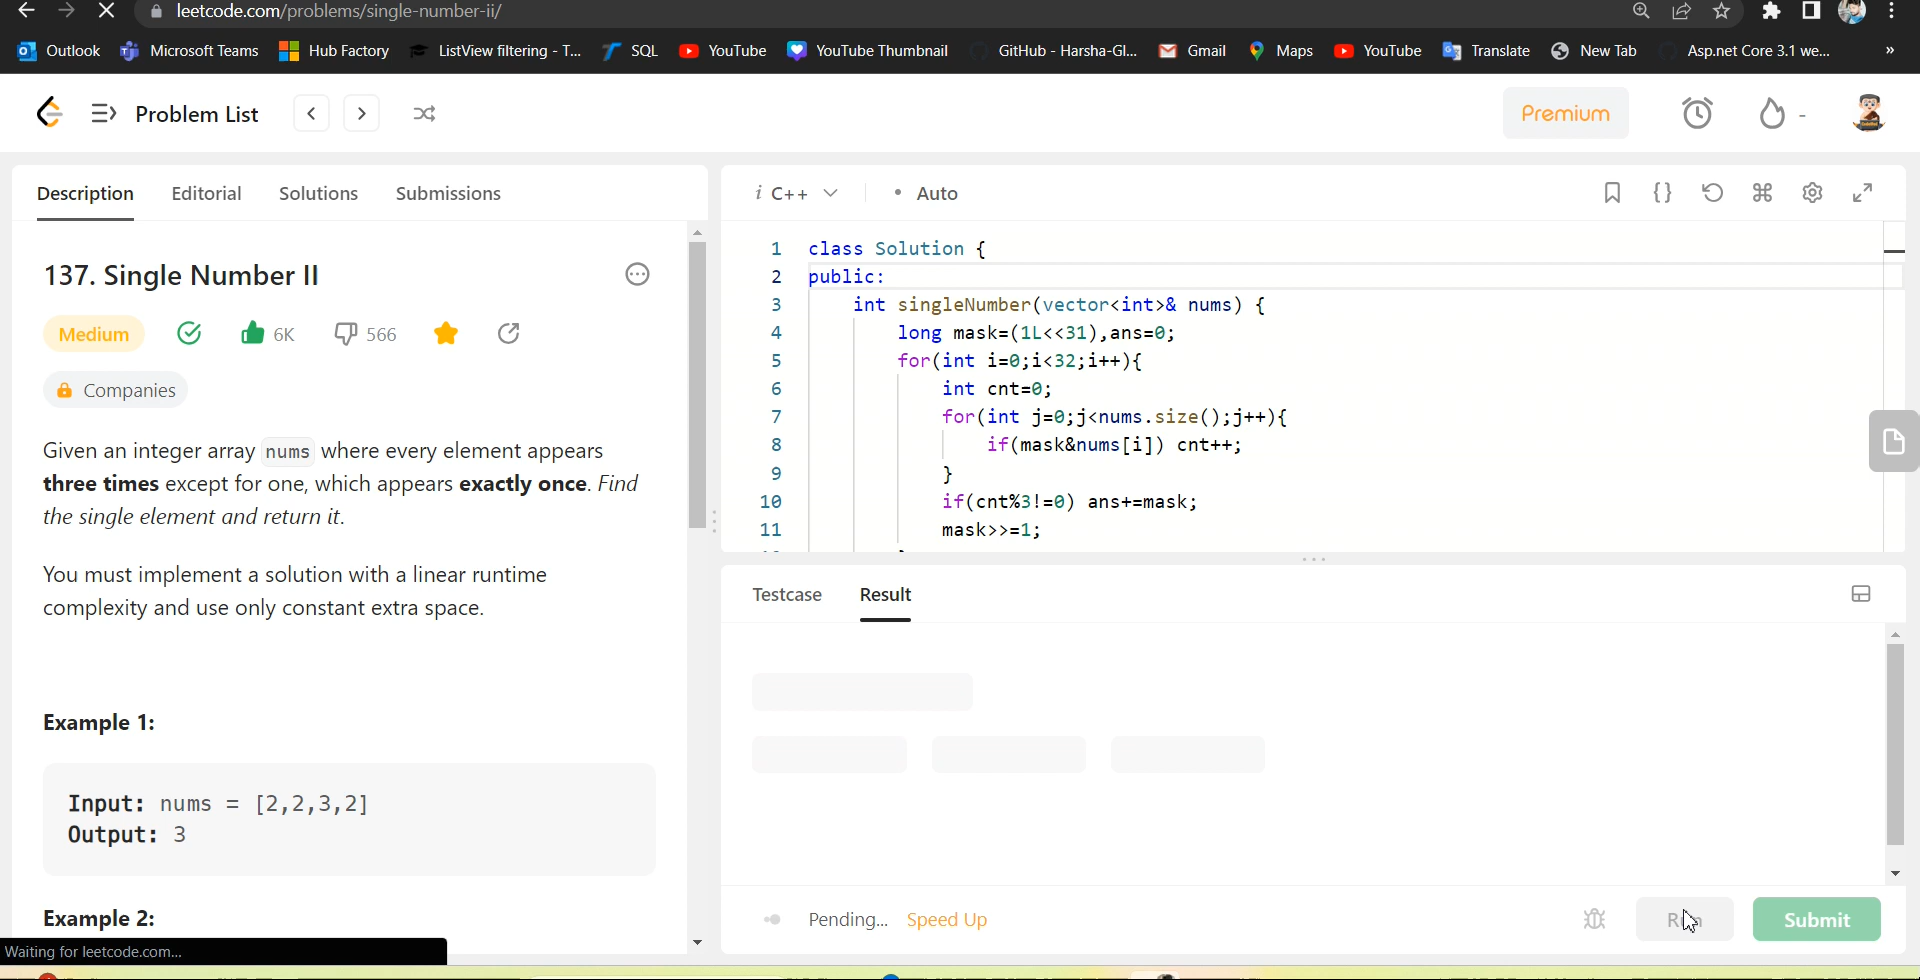 leetcode.com/problems/single-number-ii/
Outlook Microsoft Teams Hub Factory ListView filtering - T... SQL YouTube YouTube Thumbnail GitHub - Harsha-Gl... Gmail Maps YouTube Translate New Tab Asp.net Core 3.1 we... »
Problem List
Premium
-
Description Editorial Solutions Submissions
137. Single Number II
Medium 6K 566
Companies
Given an integer array nums where every element appears
three times except for one, which appears exactly once. Find
the single element and return it.
You must implement a solution with a linear runtime
complexity and use only constant extra space.
Example 1:
Input: nums = [2,2,3,2]
Output: 3
Example 2:
Waiting for leetcode.com...
i C++ • Auto
1 class Solution {
2 public:
3 int singleNumber(vector<int>& nums) {
4 long mask=(1L<<31),ans=0;
5 for(int i=0;i<32;i++){
6 int cnt=0;
7 for(int j=0;j<nums.size();j++){
8 if(mask&nums[i]) cnt++;
9 }
10 if(cnt%3!=0) ans+=mask;
11 mask>>=1;
Testcase Result
Pending... Speed Up
Run Submit